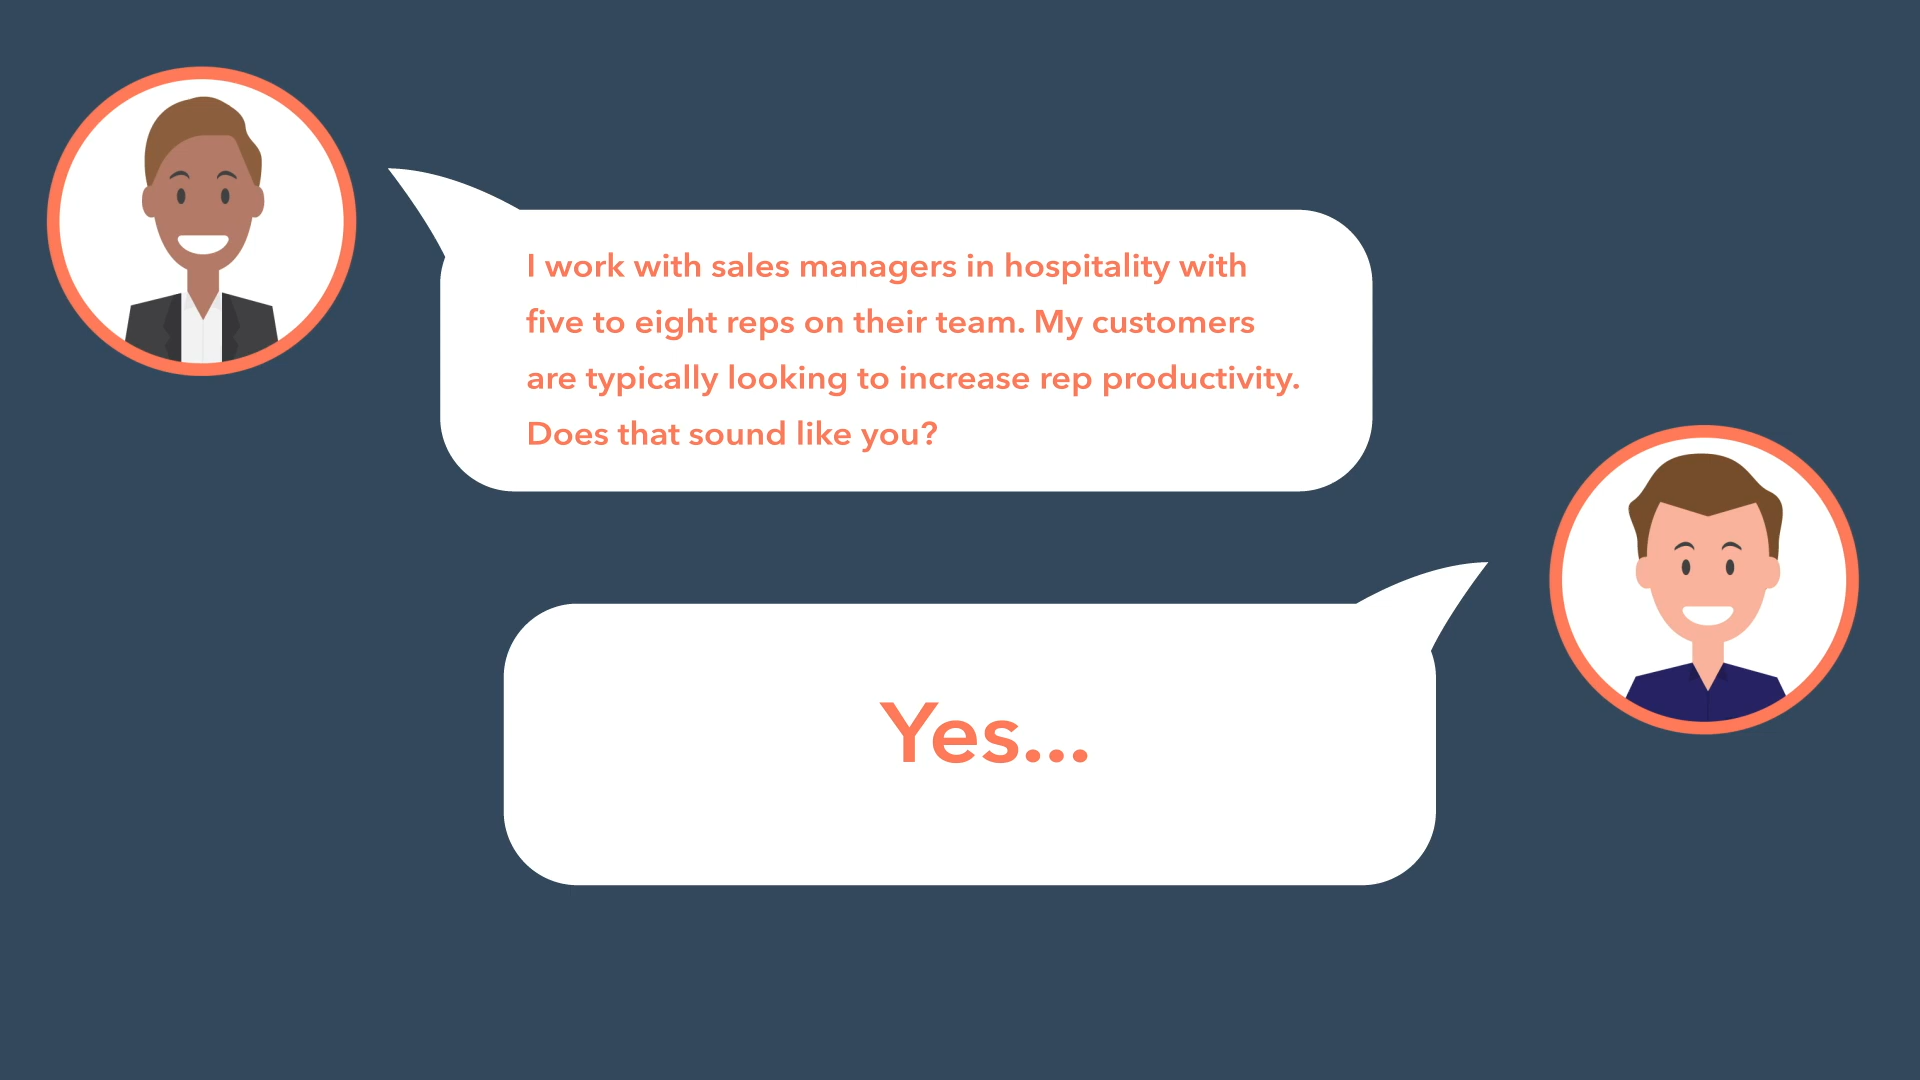 I work with sales managers in hospitality with
five to eight reps on their team. My customers
are typically looking to increase rep productivity.
Does that sound like you?
Yes...